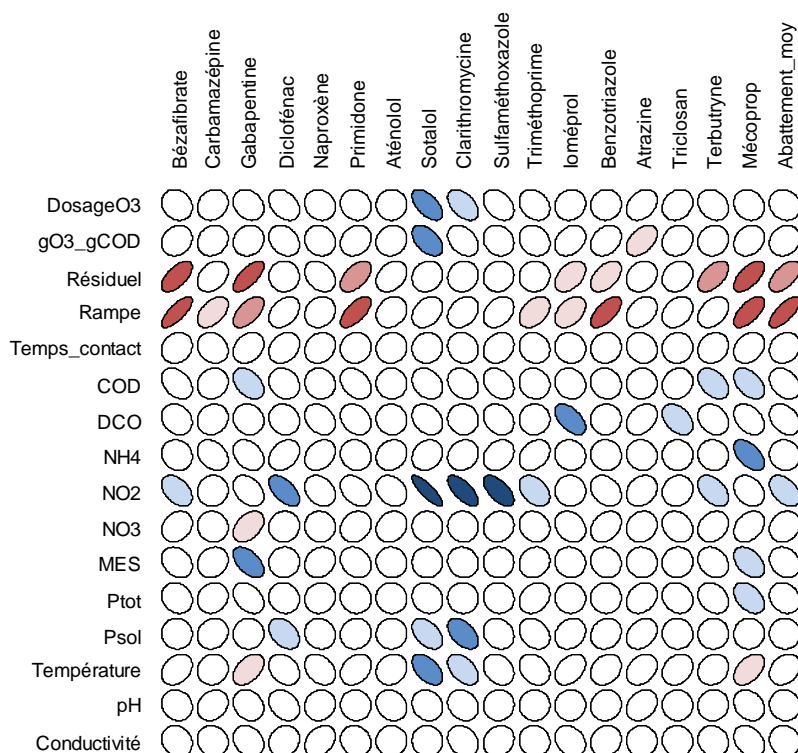 Bézafibrate
Carbamazépine
Gabapentine
Diclofénac
Naproxène
Primidone
Aténolol
Sotalol
Clarithromycine
Sulfaméthoxazole
Triméthoprime
Ioméprol
Benzotriazole
Atrazine
Triclosan
Terbutryne
Mécoprop
Abattement_moy
DosageO3
gO3_gCOD
Résiduel
Rampe
Temps_contact
COD
DCO
NH4
NO2
NO3
MES
Ptot
Psol
Température
pH
Conductivité